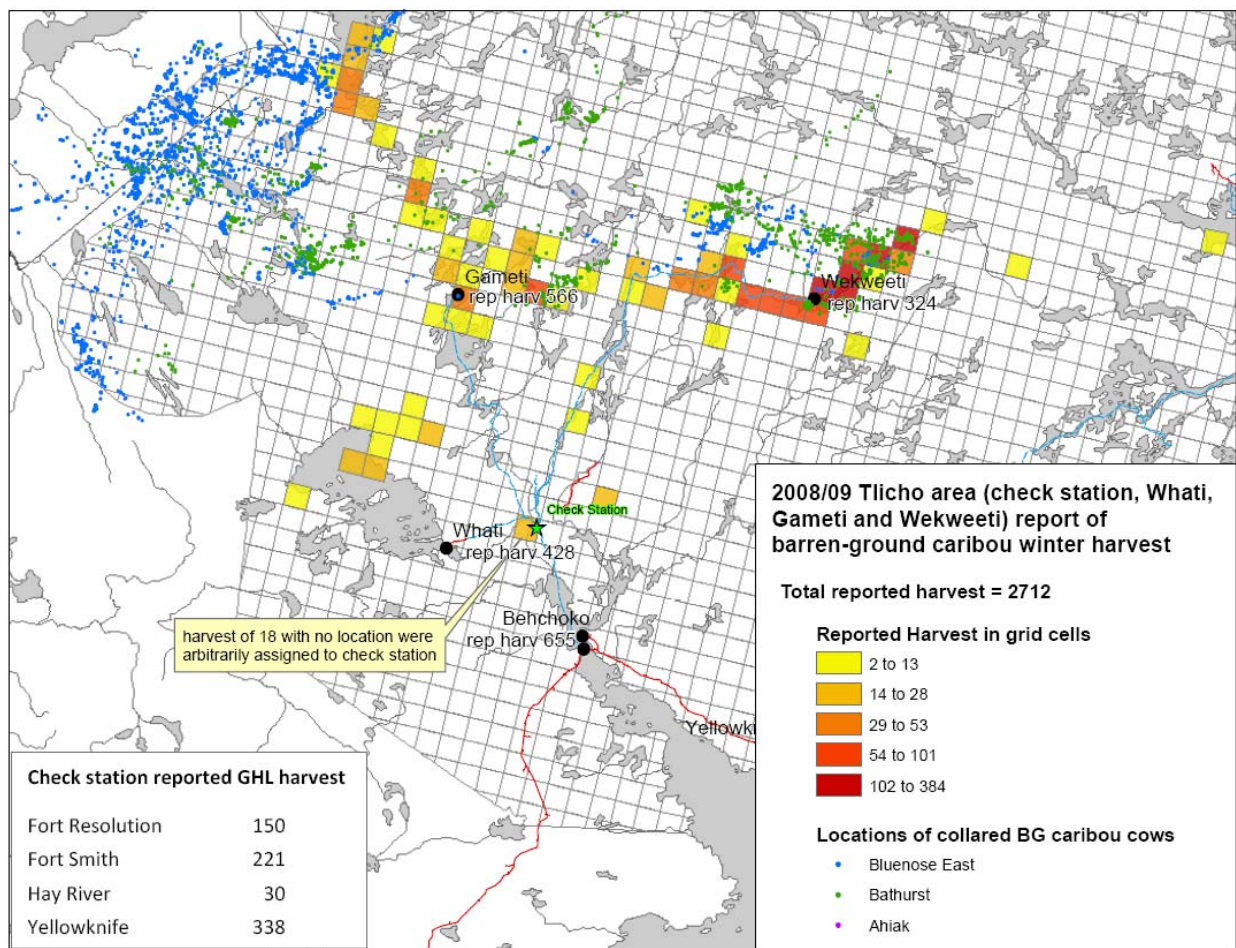 Gameti
rep harv 566
Wekweeti
rep harv 324
Check Station
Whati
rep harv 428
harvest of 18 with no location were
arbitrarily assigned to check station
Behchoko
rep harv 655
Yellowkni
2008/09 Tlicho area (check station, Whati,
Gameti and Wekweeti) report of
barren-ground caribou winter harvest
Total reported harvest = 2712
Reported Harvest in grid cells
2 to 13
14 to 28
29 to 53
54 to 101
102 to 384
Locations of collared BG caribou cows
Bluenose East
Bathurst
Ahiak
Check station reported GHL harvest
Fort Resolution 150
Fort Smith 221
Hay River 30
Yellowknife 338